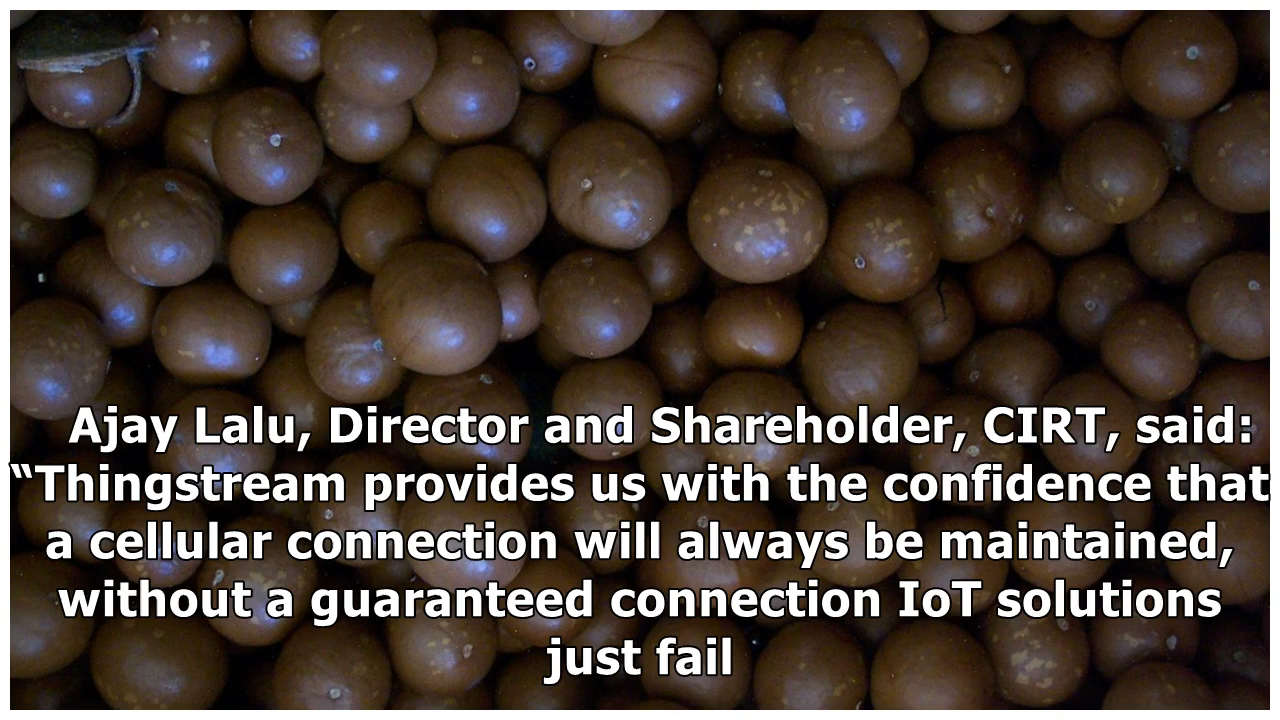 Ajay Lalu, Director and Shareholder, CIRT, said:
“Thingstream provides us with the confidence that
a cellular connection will always be maintained,
without a guaranteed connection IoT solutions
just fail